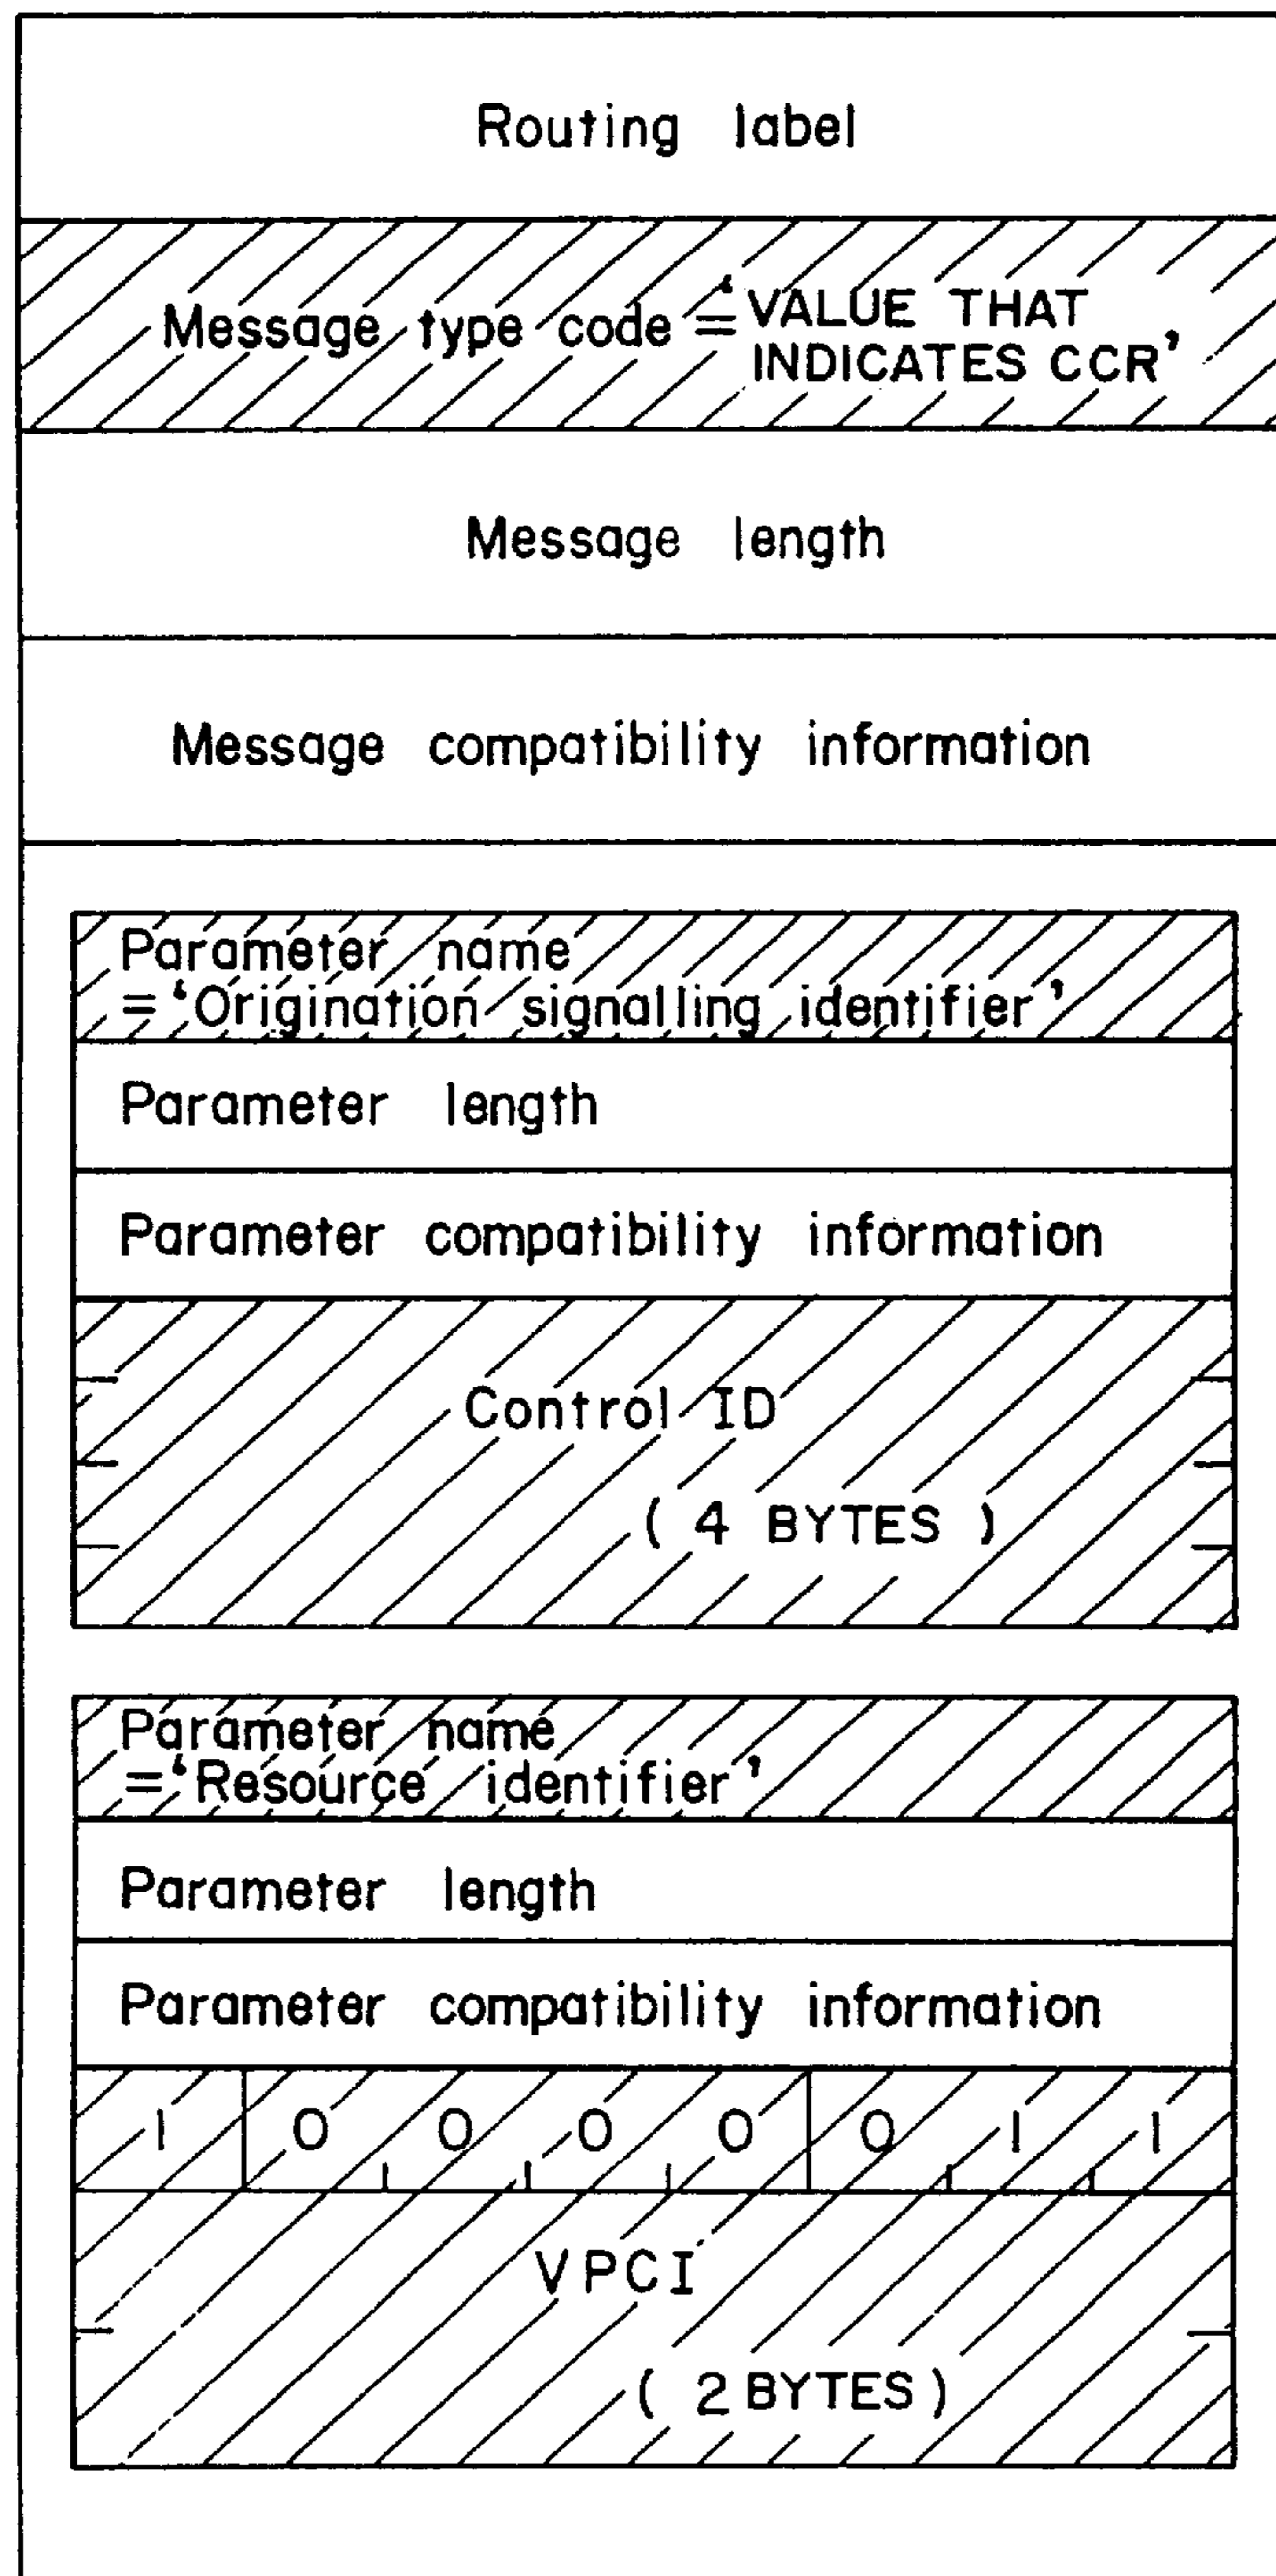 Routing label
Message type code = ‘VALUE THAT
INDICATES CCR’
Message length
Message compatibility information
Parameter name
=‘Origination signalling identifier’
Parameter length
Parameter compatibility information
Control ID
( 4 BYTES )
Parameter name
=‘Resource identifier’
Parameter length
Parameter compatibility information
1 0 0 0 0 0 1 1
VPCI
( 2 BYTES )